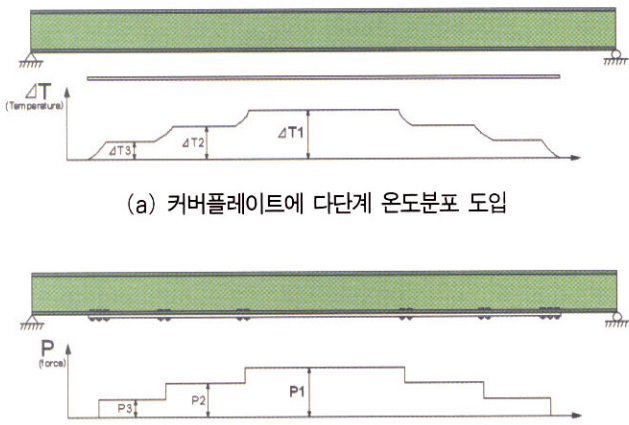 ΔT
(Temperature)
ΔT3
ΔT2
ΔT1
(a) 커버플레이트에 다단계 온도분포 도입
P
(force)
P3
P2
P1